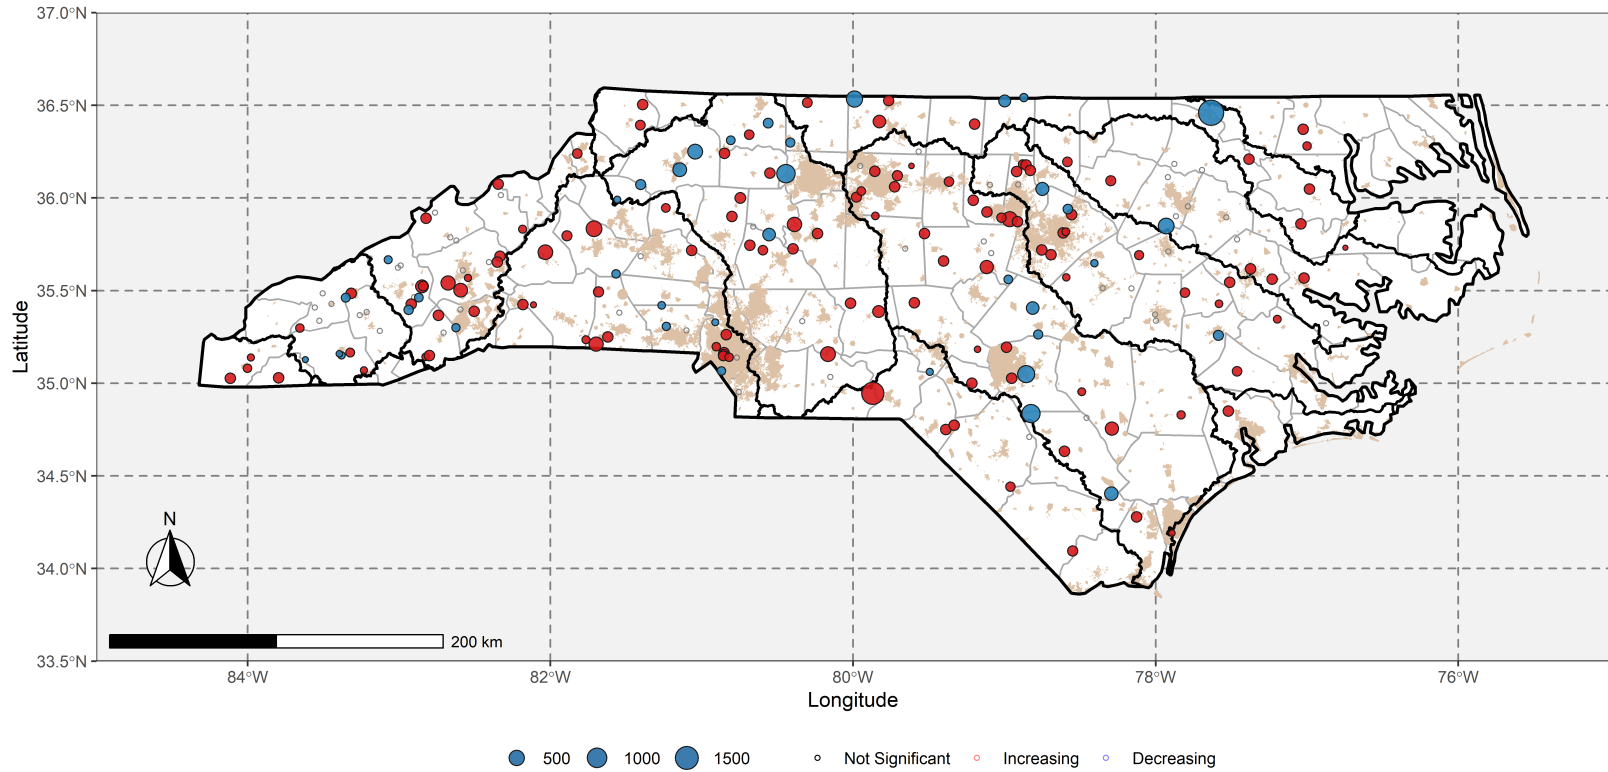 37.0°N
36.5°N
36.0°N
35.5°N
35.0°N
34.5°N
34.0°N
33.5°N
Latitude
N
200 km
84°W 82°W 80°W 78°W 76°W
Longitude
500 1000 1500 Not Significant Increasing Decreasing